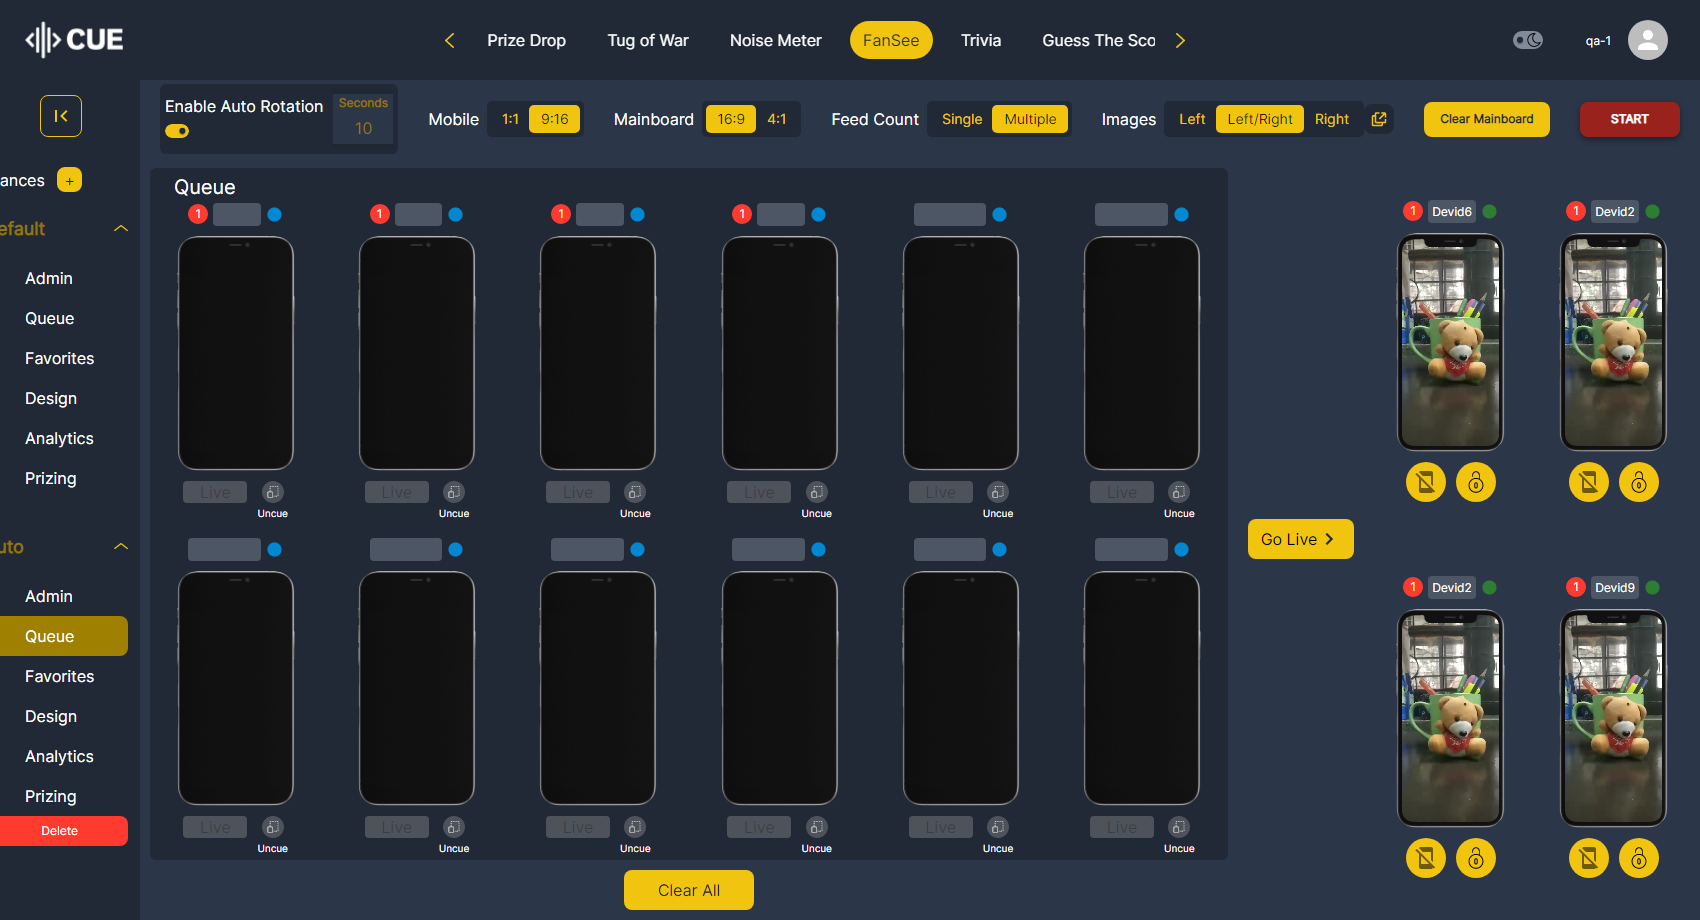 CUE
Prize Drop
Tug of War
Noise Meter
FanSee
Trivia
Guess The Sco
qa-1
ances
+
efault
Admin
Queue
Favorites
Design
Analytics
Prizing
uto
Admin
Queue
Favorites
Design
Analytics
Prizing
Delete
Enable Auto Rotation
Seconds
10
Mobile 1:1 9:16
Mainboard 16:9 4:1
Feed Count Single Multiple
Images Left Left/Right Right
Clear Mainboard
START
Queue
1 1 1 1
Live Live Live Live Live Live
Uncue Uncue Uncue Uncue Uncue Uncue
Live Live Live Live Live Live
Uncue Uncue Uncue Uncue Uncue Uncue
Clear All
Go Live
1 Devid6
1 Devid2
1 Devid2
1 Devid9